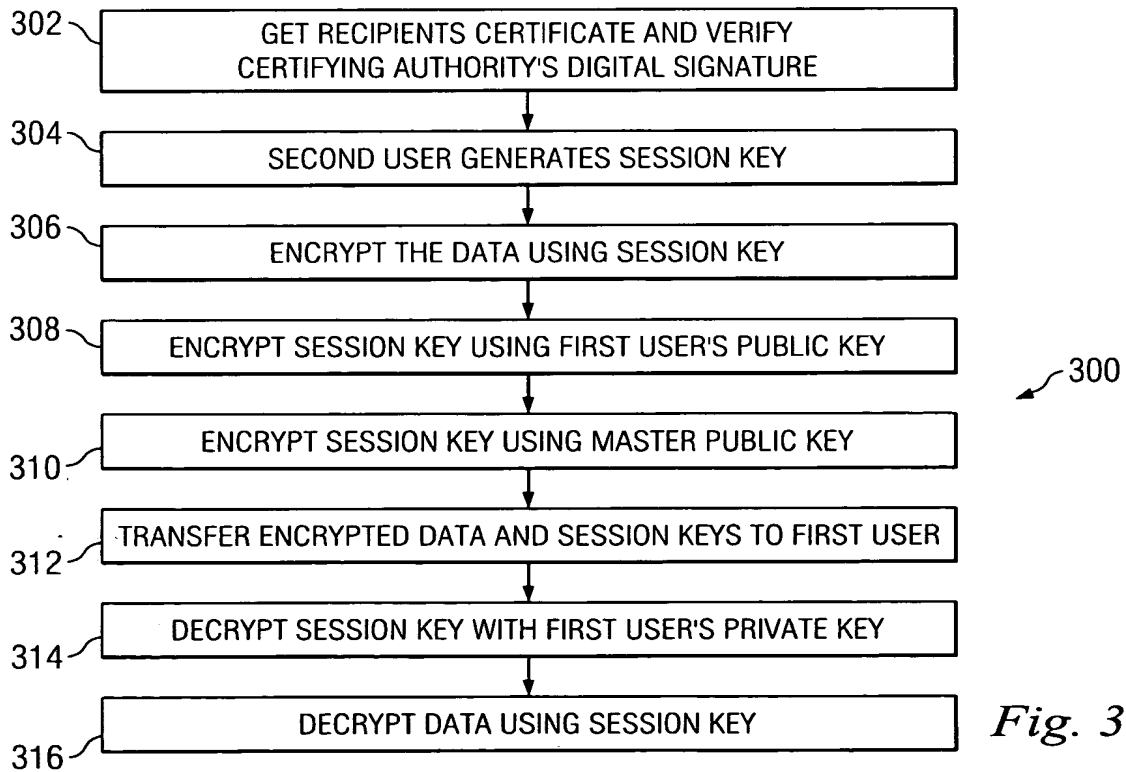 302
GET RECIPIENTS CERTIFICATE AND VERIFY
CERTIFYING AUTHORITY'S DIGITAL SIGNATURE
304
SECOND USER GENERATES SESSION KEY
306
ENCRYPT THE DATA USING SESSION KEY
308
ENCRYPT SESSION KEY USING FIRST USER'S PUBLIC KEY
300
310
ENCRYPT SESSION KEY USING MASTER PUBLIC KEY
312
TRANSFER ENCRYPTED DATA AND SESSION KEYS TO FIRST USER
314
DECRYPT SESSION KEY WITH FIRST USER'S PRIVATE KEY
316
DECRYPT DATA USING SESSION KEY
Fig. 3